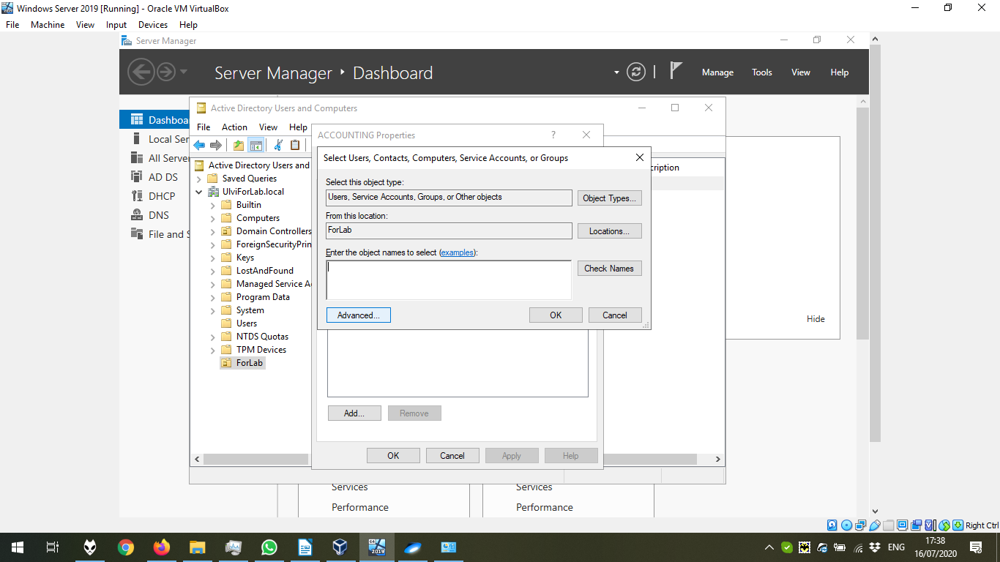 Windows Server 2019 [Running] - Oracle VM VirtualBox
File Machine View Input Devices Help
Server Manager
Server Manager Dashboard
Manage Tools View Help
Dashboa
Local Ser
All Serve
AD DS
DHCP
DNS
File and S
Active Directory Users and Computers
File Action View Help
Active Directory Users and
Saved Queries
UlviForLab.local
Builtin
Computers
Domain Controllers
ForeignSecurityPrin
Keys
LostAndFound
Managed Service A
Program Data
System
Users
NTDS Quotas
TPM Devices
ForLab
cription
ACCOUNTING Properties
?
Select Users, Contacts, Computers, Service Accounts, or Groups
Select this object type:
Users, Service Accounts, Groups, or Other objects
Object Types...
From this location:
ForLab
Locations...
Enter the object names to select (examples):
Check Names
Advanced...
OK
Cancel
Add...
Remove
OK
Cancel
Apply
Help
Hide
Services
Performance
Services
Performance
Right Ctrl
64
2019
ENG
17:38
16/07/2020